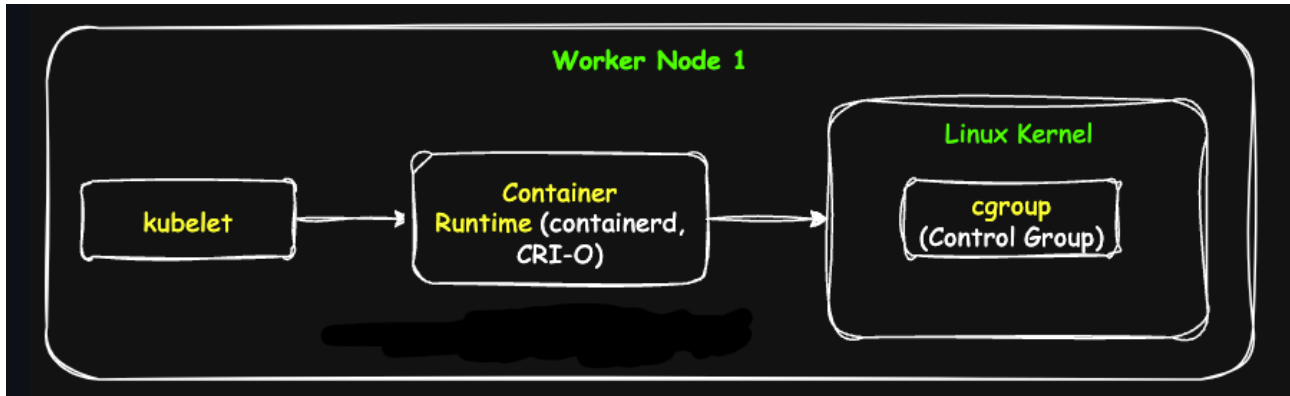 Worker Node 1
kubelet
Container
Runtime (containerd,
CRI-O)
Linux Kernel
cgroup
(Control Group)